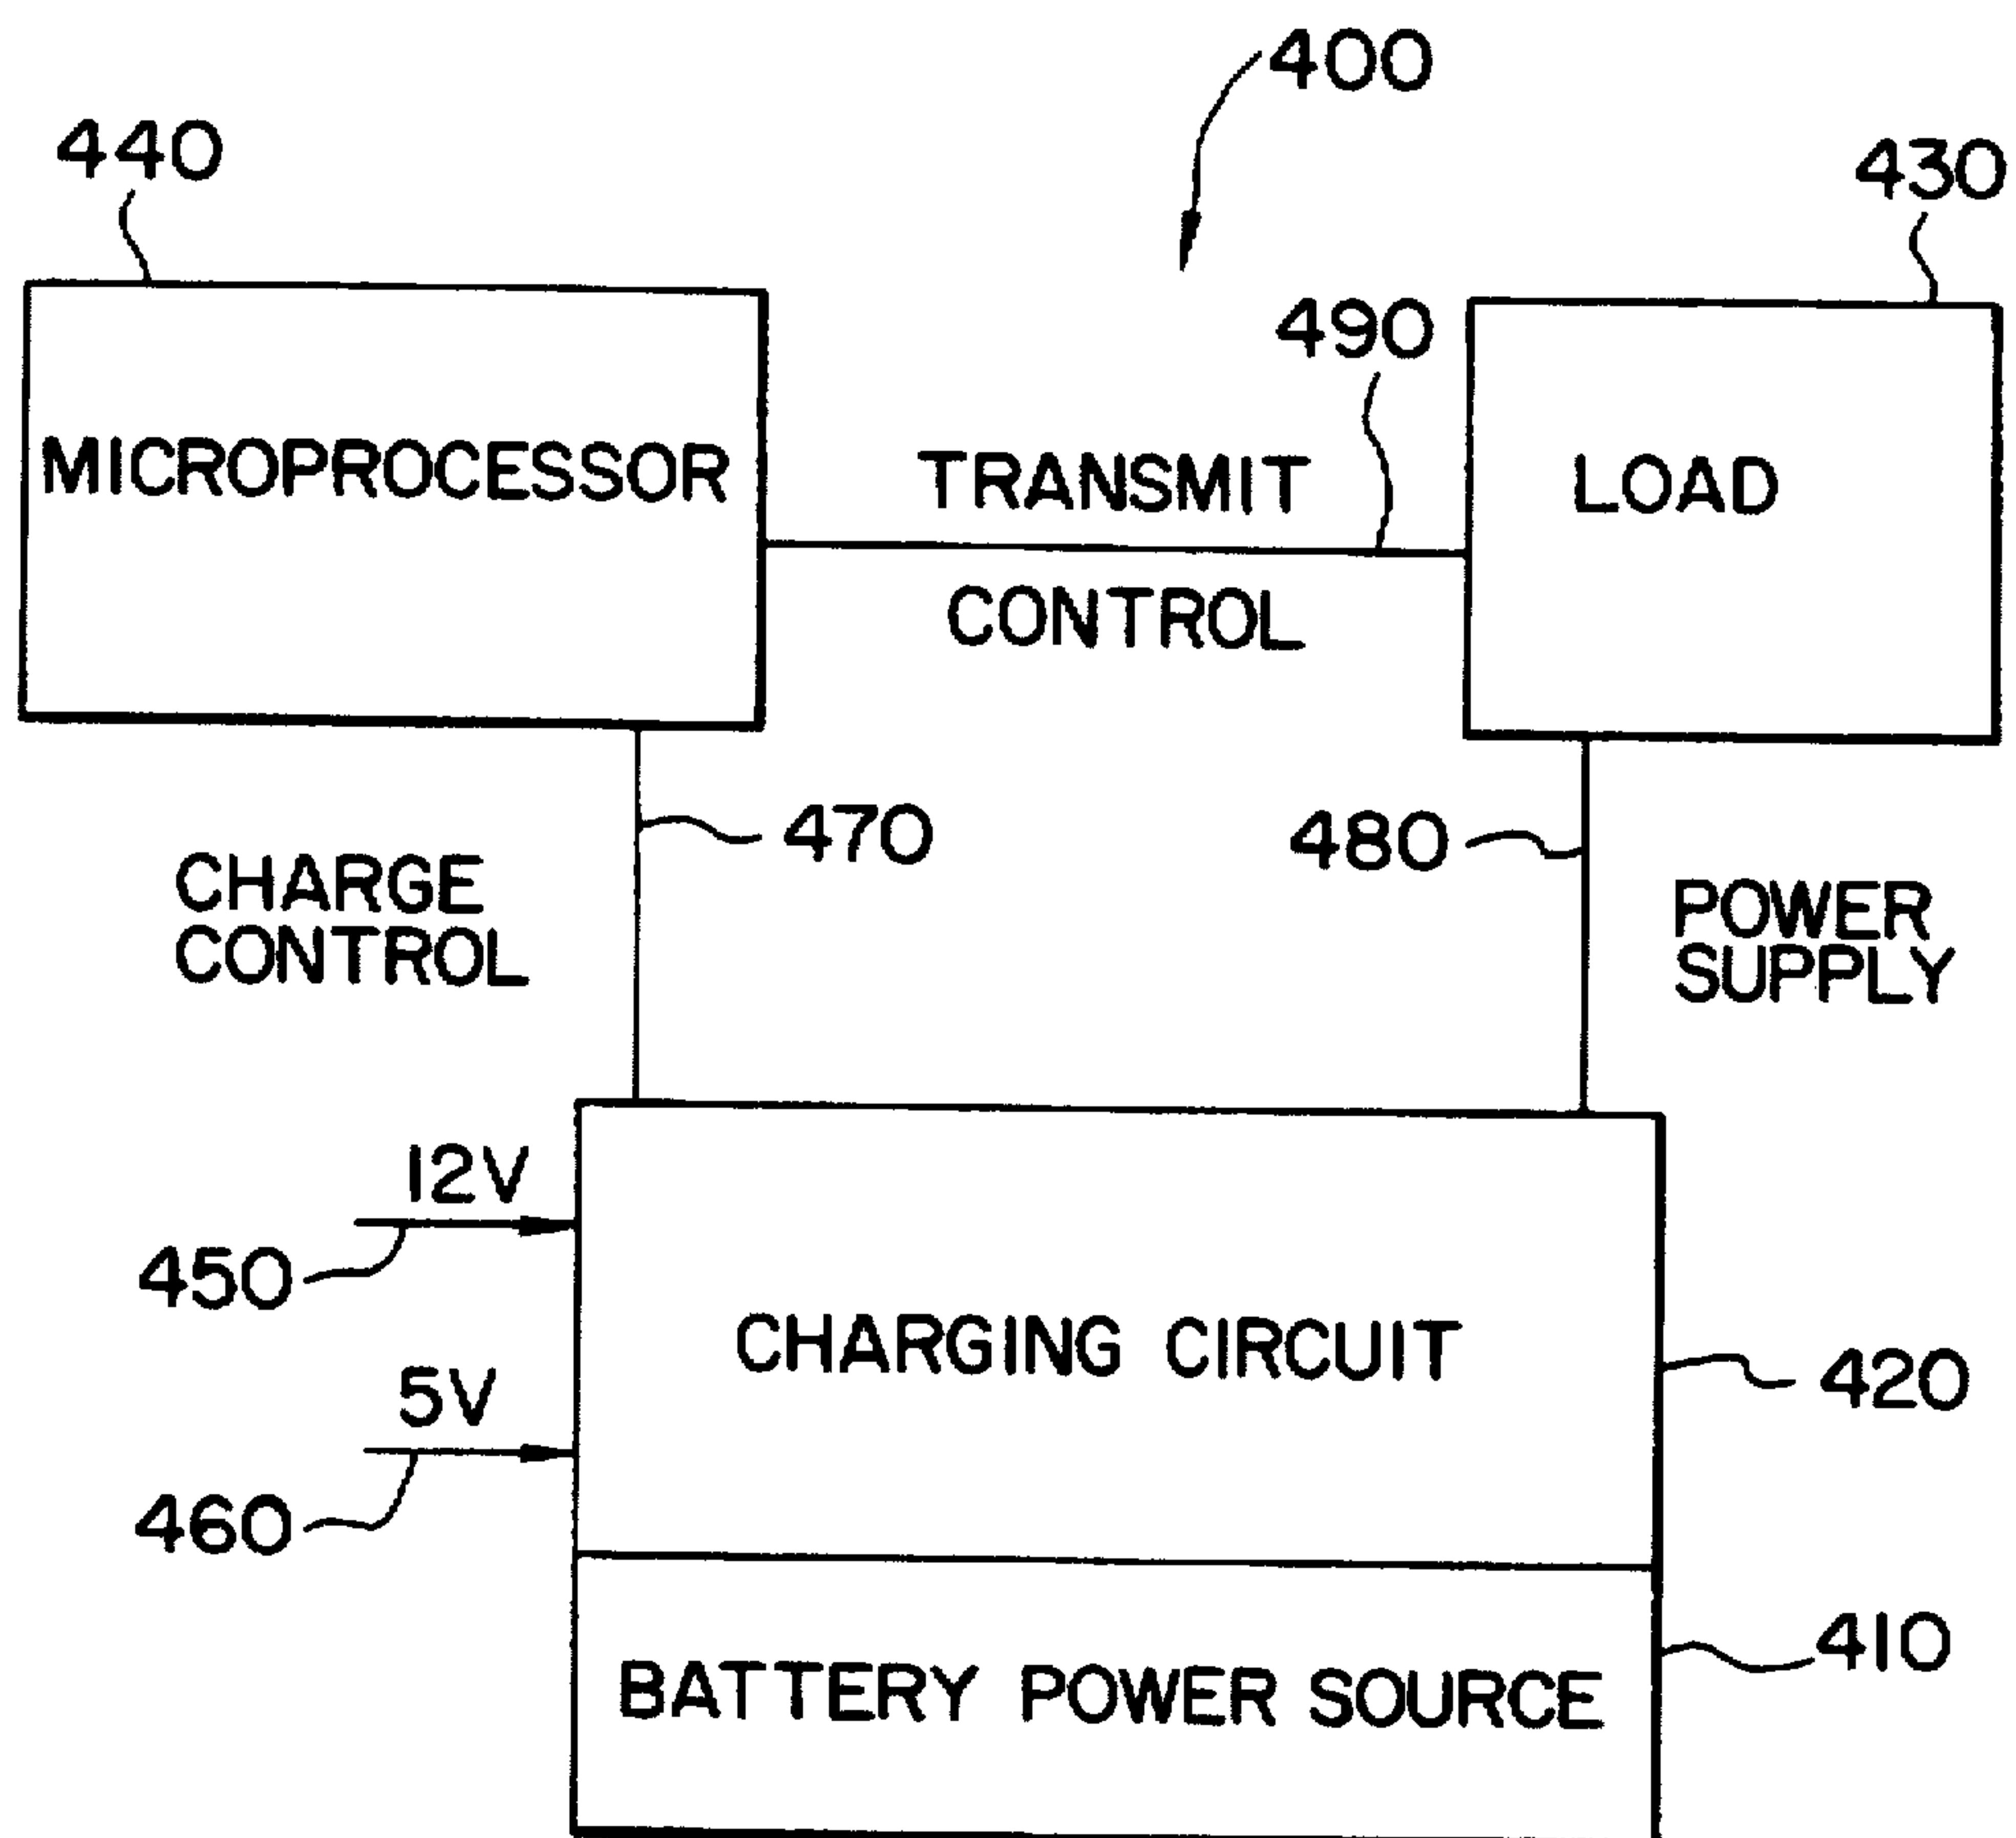 400
440
430
490
MICROPROCESSOR
TRANSMIT
LOAD
CONTROL
470
480
CHARGE
CONTROL
POWER
SUPPLY
12V
450
CHARGING CIRCUIT
5V
420
460
410
BATTERY POWER SOURCE